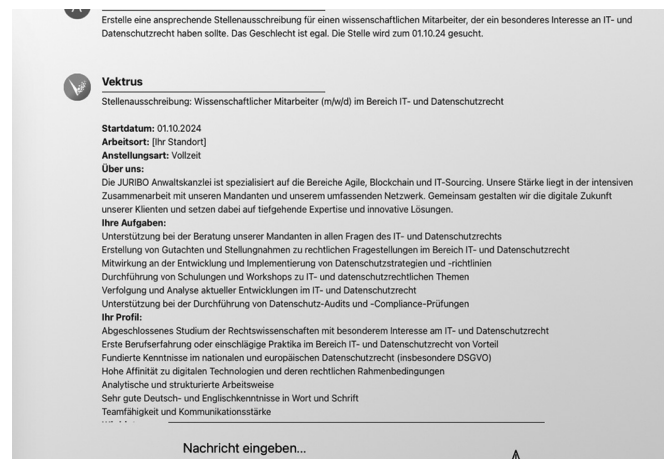 Erstelle eine ansprechende Stellenausschreibung für einen wissenschaftlichen Mitarbeiter, der ein besonderes Interesse an IT- und
Datenschutzrecht haben sollte. Das Geschlecht ist egal. Die Stelle wird zum 01.10.24 gesucht.
Vektrus
Stellenausschreibung: Wissenschaftlicher Mitarbeiter (m/w/d) im Bereich IT- und Datenschutzrecht
Startdatum: 01.10.2024
Arbeitsort: [Ihr Standort]
Anstellungsart: Vollzeit
Über uns:
Die JURIBO Anwaltskanzlei ist spezialisiert auf die Bereiche Agile, Blockchain und IT-Sourcing. Unsere Stärke liegt in der intensiven
Zusammenarbeit mit unseren Mandanten und unserem umfassenden Netzwerk. Gemeinsam gestalten wir die digitale Zukunft
unserer Klienten und setzen dabei auf tiefgehende Expertise und innovative Lösungen.
Ihre Aufgaben:
Unterstützung bei der Beratung unserer Mandanten in allen Fragen des IT- und Datenschutzrechts
Erstellung von Gutachten und Stellungnahmen zu rechtlichen Fragestellungen im Bereich IT- und Datenschutzrecht
Mitwirkung an der Entwicklung und Implementierung von Datenschutzstrategien und -richtlinien
Durchführung von Schulungen und Workshops zu IT- und datenschutzrechtlichen Themen
Verfolgung und Analyse aktueller Entwicklungen im IT- und Datenschutzrecht
Unterstützung bei der Durchführung von Datenschutz-Audits und -Compliance-Prüfungen
Ihr Profil:
Abgeschlossenes Studium der Rechtswissenschaften mit besonderem Interesse am IT- und Datenschutzrecht
Erste Berufserfahrung oder einschlägige Praktika im Bereich IT- und Datenschutzrecht von Vorteil
Fundierte Kenntnisse im nationalen und europäischen Datenschutzrecht (insbesondere DSGVO)
Hohe Affinität zu digitalen Technologien und deren rechtlichen Rahmenbedingungen
Analytische und strukturierte Arbeitsweise
Sehr gute Deutsch- und Englischkenntnisse in Wort und Schrift
Teamfähigkeit und Kommunikationsstärke
Nachricht eingeben...